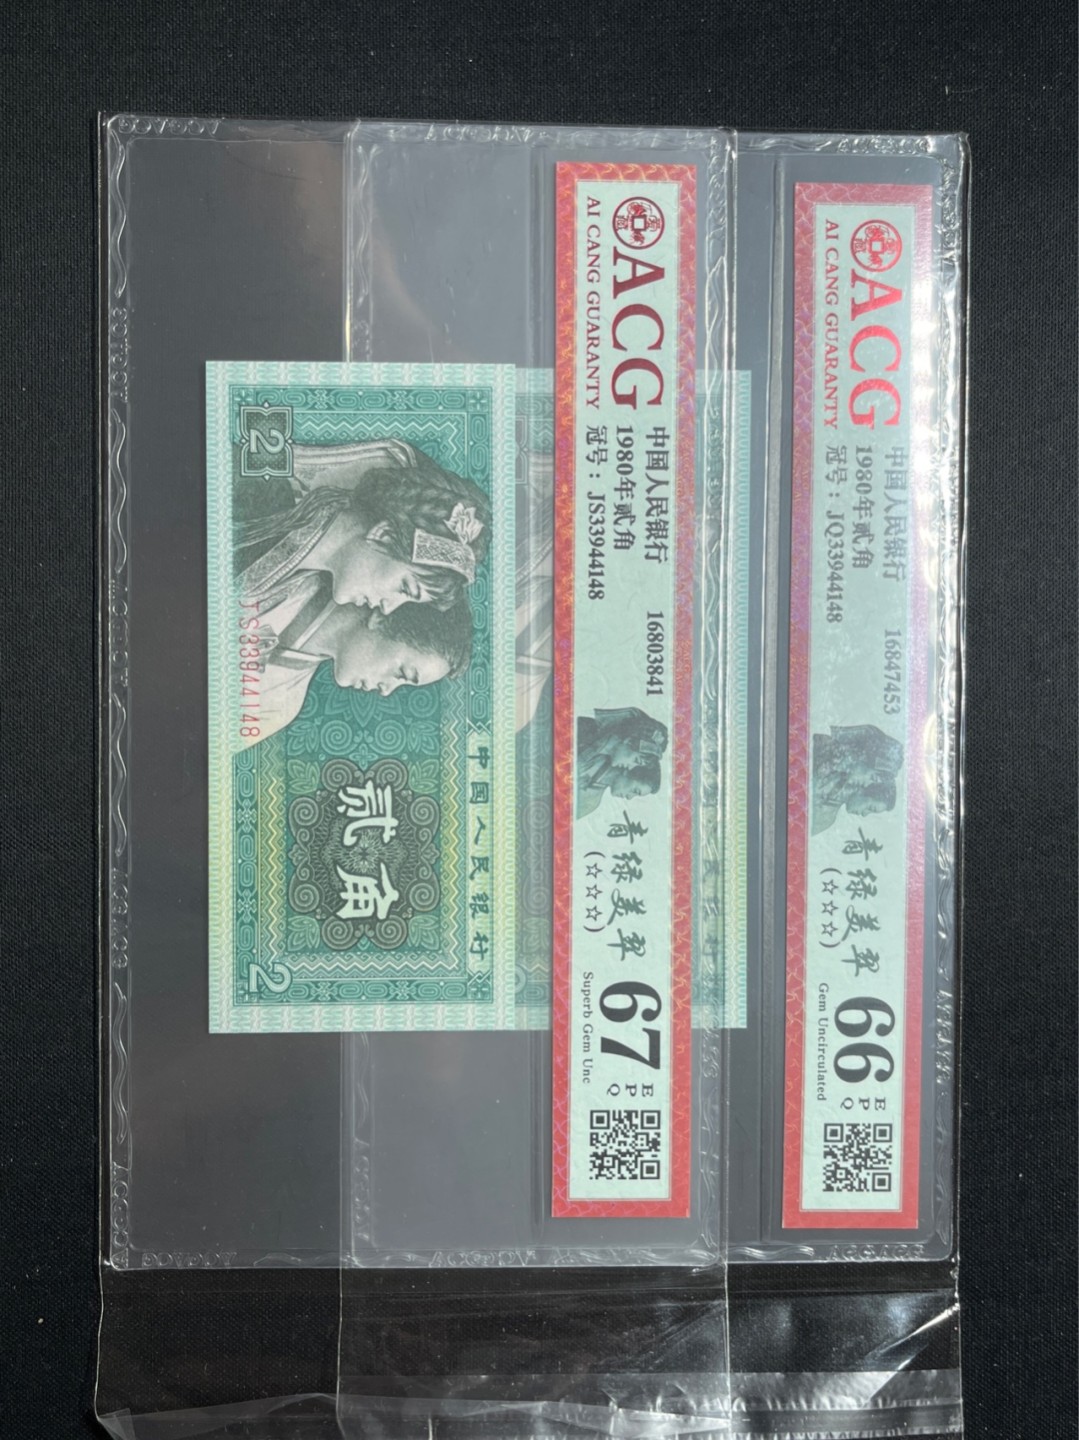 ACG
AI CANG GUARANTY
中国人民银行 16847453
1980年贰角
冠号：JQ33944148
青绿美翠
(☆☆☆)
66
EPQ
Gem Uncirculated
ACG
AI CANG GUARANTY
中国人民银行 16803841
1980年贰角
冠号：JS33944148
青绿美翠
(☆☆☆)
67
EPQ
Superb Gem Unc
中国人民银行
贰角
2
2
JS33944148